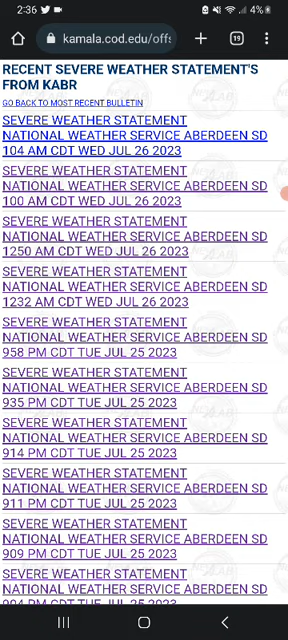 2:36
4%
kamala.cod.edu/offs
19
RECENT SEVERE WEATHER STATEMENT'S
FROM KABR
GO BACK TO MOST RECENT BULLETIN
SEVERE WEATHER STATEMENT
NATIONAL WEATHER SERVICE ABERDEEN SD
104 AM CDT WED JUL 26 2023
SEVERE WEATHER STATEMENT
NATIONAL WEATHER SERVICE ABERDEEN SD
100 AM CDT WED JUL 26 2023
SEVERE WEATHER STATEMENT
NATIONAL WEATHER SERVICE ABERDEEN SD
1250 AM CDT WED JUL 26 2023
SEVERE WEATHER STATEMENT
NATIONAL WEATHER SERVICE ABERDEEN SD
1232 AM CDT WED JUL 26 2023
SEVERE WEATHER STATEMENT
NATIONAL WEATHER SERVICE ABERDEEN SD
958 PM CDT TUE JUL 25 2023
SEVERE WEATHER STATEMENT
NATIONAL WEATHER SERVICE ABERDEEN SD
935 PM CDT TUE JUL 25 2023
SEVERE WEATHER STATEMENT
NATIONAL WEATHER SERVICE ABERDEEN SD
914 PM CDT TUE JUL 25 2023
SEVERE WEATHER STATEMENT
NATIONAL WEATHER SERVICE ABERDEEN SD
911 PM CDT TUE JUL 25 2023
SEVERE WEATHER STATEMENT
NATIONAL WEATHER SERVICE ABERDEEN SD
909 PM CDT TUE JUL 25 2023
SEVERE WEATHER STATEMENT
NATIONAL WEATHER SERVICE ABERDEEN SD
904 PM CDT TUE JUL 25 2023